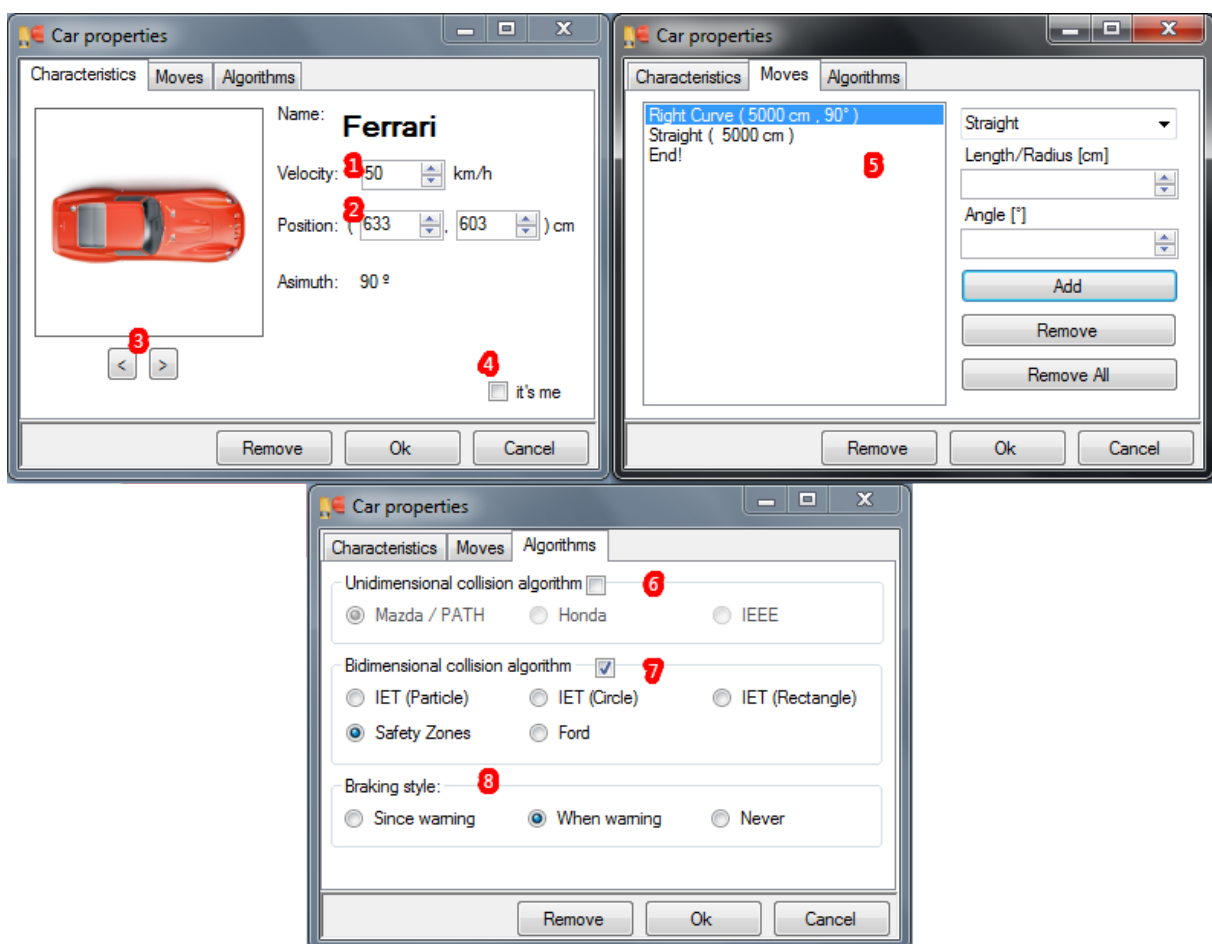 Car properties
Characteristics Moves Algorithms
Name: Ferrari
1
Velocity: 50 km/h
2
Position: ( 633 , 603 ) cm
Asimuth: 90 º
3
< >
4
it's me
Remove Ok Cancel
Car properties
Characteristics Moves Algorithms
Right Curve ( 5000 cm , 90° )
Straight ( 5000 cm )
End!
5
Straight
Length/Radius [cm]
Angle [°]
Add
Remove
Remove All
Remove Ok Cancel
Car properties
Characteristics Moves Algorithms
Unidimensional collision algorithm 6
Mazda / PATH Honda IEEE
Bidimensional collision algorithm 7
IET (Particle) IET (Circle) IET (Rectangle)
Safety Zones Ford
Braking style: 8
Since warning When warning Never
Remove Ok Cancel